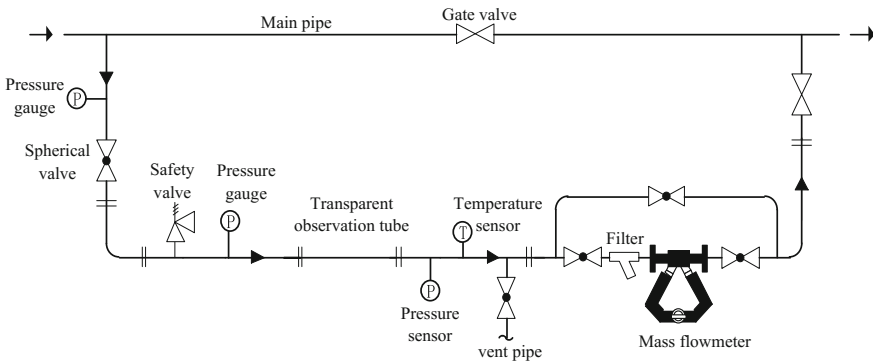 Main pipe
Gate valve
Pressure
gauge
P
Spherical
valve
Safety
valve
Pressure
gauge
P
Transparent
observation tube
Temperature
sensor
T
Filter
P
Pressure
sensor
vent pipe
Mass flowmeter